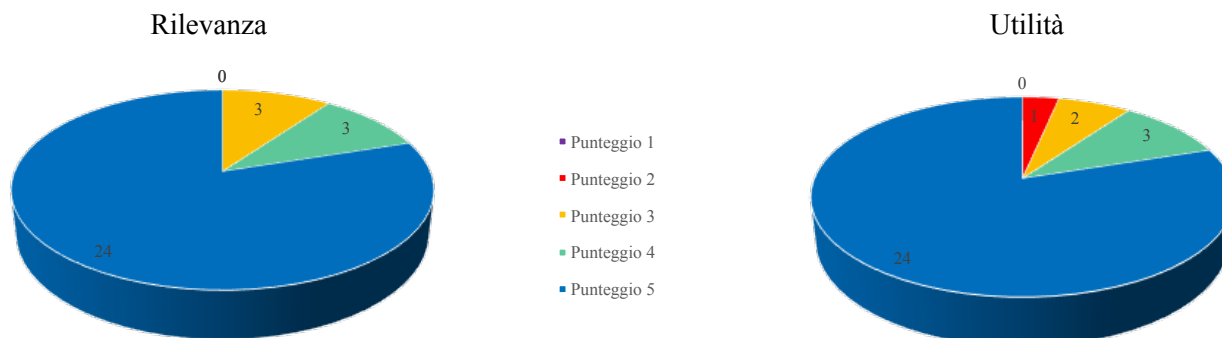 Rilevanza
0
3
3
24
Punteggio 1
Punteggio 2
Punteggio 3
Punteggio 4
Punteggio 5
Utilità
0
1
2
3
24